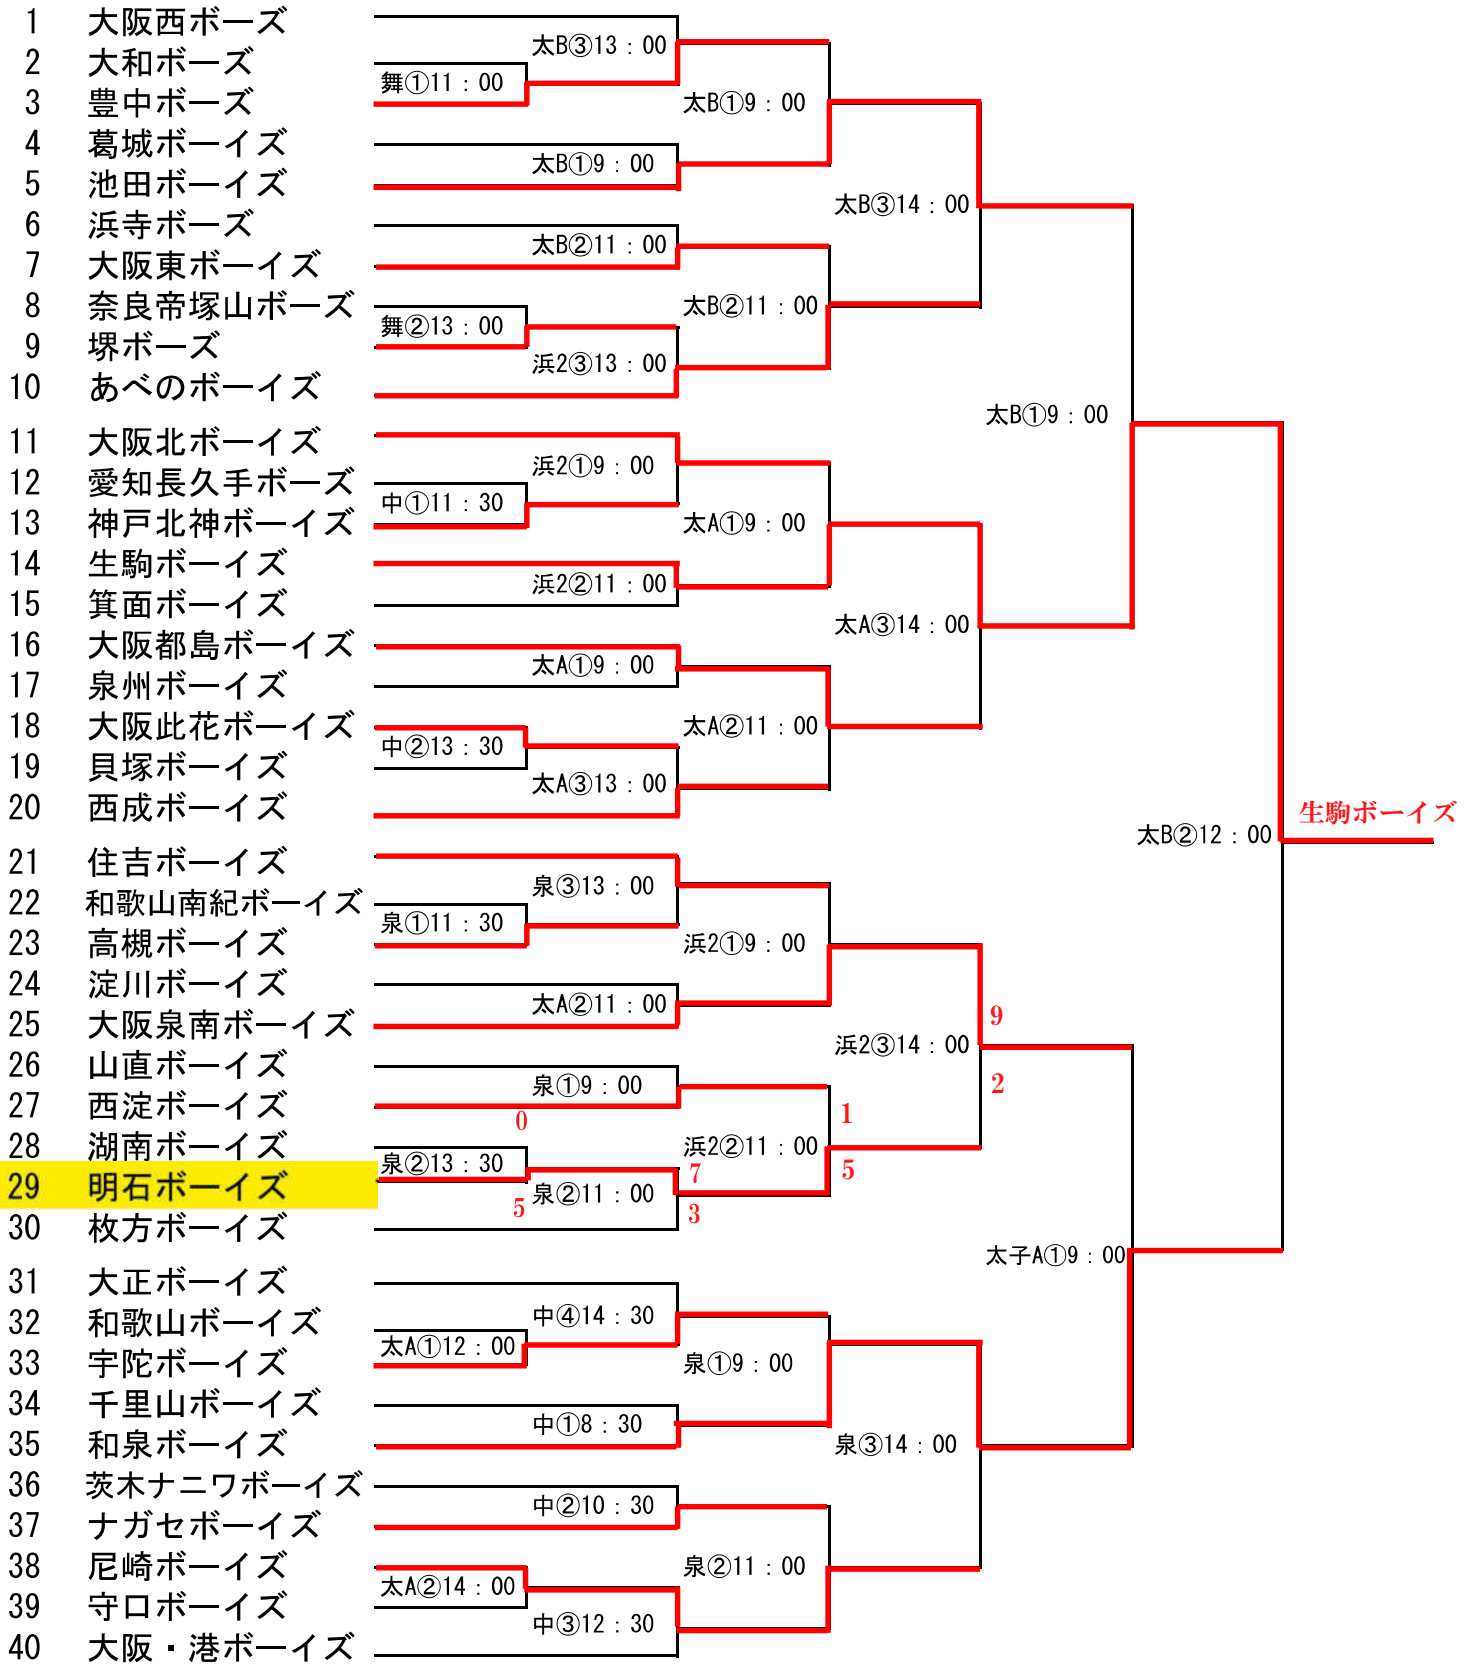 1 大阪西ボーズ
太B③13：00
2 大和ボーズ
舞①11：00
3 豊中ボーズ
太B①9：00
4 葛城ボーイズ
太B①9：00
5 池田ボーイズ
太B③14：00
6 浜寺ボーズ
太B②11：00
7 大阪東ボーイズ
8 奈良帝塚山ボーズ
太B②11：00
舞②13：00
9 堺ボーズ
浜2③13：00
10 あべのボーイズ
太B①9：00
11 大阪北ボーイズ
浜2①9：00
12 愛知長久手ボーズ
中①11：30
13 神戸北神ボーイズ
太A①9：00
14 生駒ボーイズ
浜2②11：00
15 箕面ボーイズ
太A③14：00
16 大阪都島ボーイズ
太A①9：00
17 泉州ボーイズ
18 大阪此花ボーイズ
太A②11：00
中②13：30
19 貝塚ボーイズ
太A③13：00
20 西成ボーイズ
生駒ボーイズ
太B②12：00
21 住吉ボーイズ
泉③13：00
22 和歌山南紀ボーイズ
泉①11：30
23 高槻ボーイズ
浜2①9：00
24 淀川ボーイズ
太A②11：00
25 大阪泉南ボーイズ
9
浜2③14：00
26 山直ボーイズ
泉①9：00
2
27 西淀ボーイズ
0
1
28 湖南ボーイズ
浜2②11：00
泉②13：30
7
5
29 明石ボーイズ
泉②11：00
5
3
30 枚方ボーイズ
太子A①9：00
31 大正ボーイズ
中④14：30
32 和歌山ボーイズ
太A①12：00
33 宇陀ボーイズ
泉①9：00
34 千里山ボーイズ
中①8：30
35 和泉ボーイズ
泉③14：00
36 茨木ナニワボーイズ
中②10：30
37 ナガセボーイズ
38 尼崎ボーイズ
泉②11：00
太A②14：00
39 守口ボーイズ
中③12：30
40 大阪・港ボーイズ